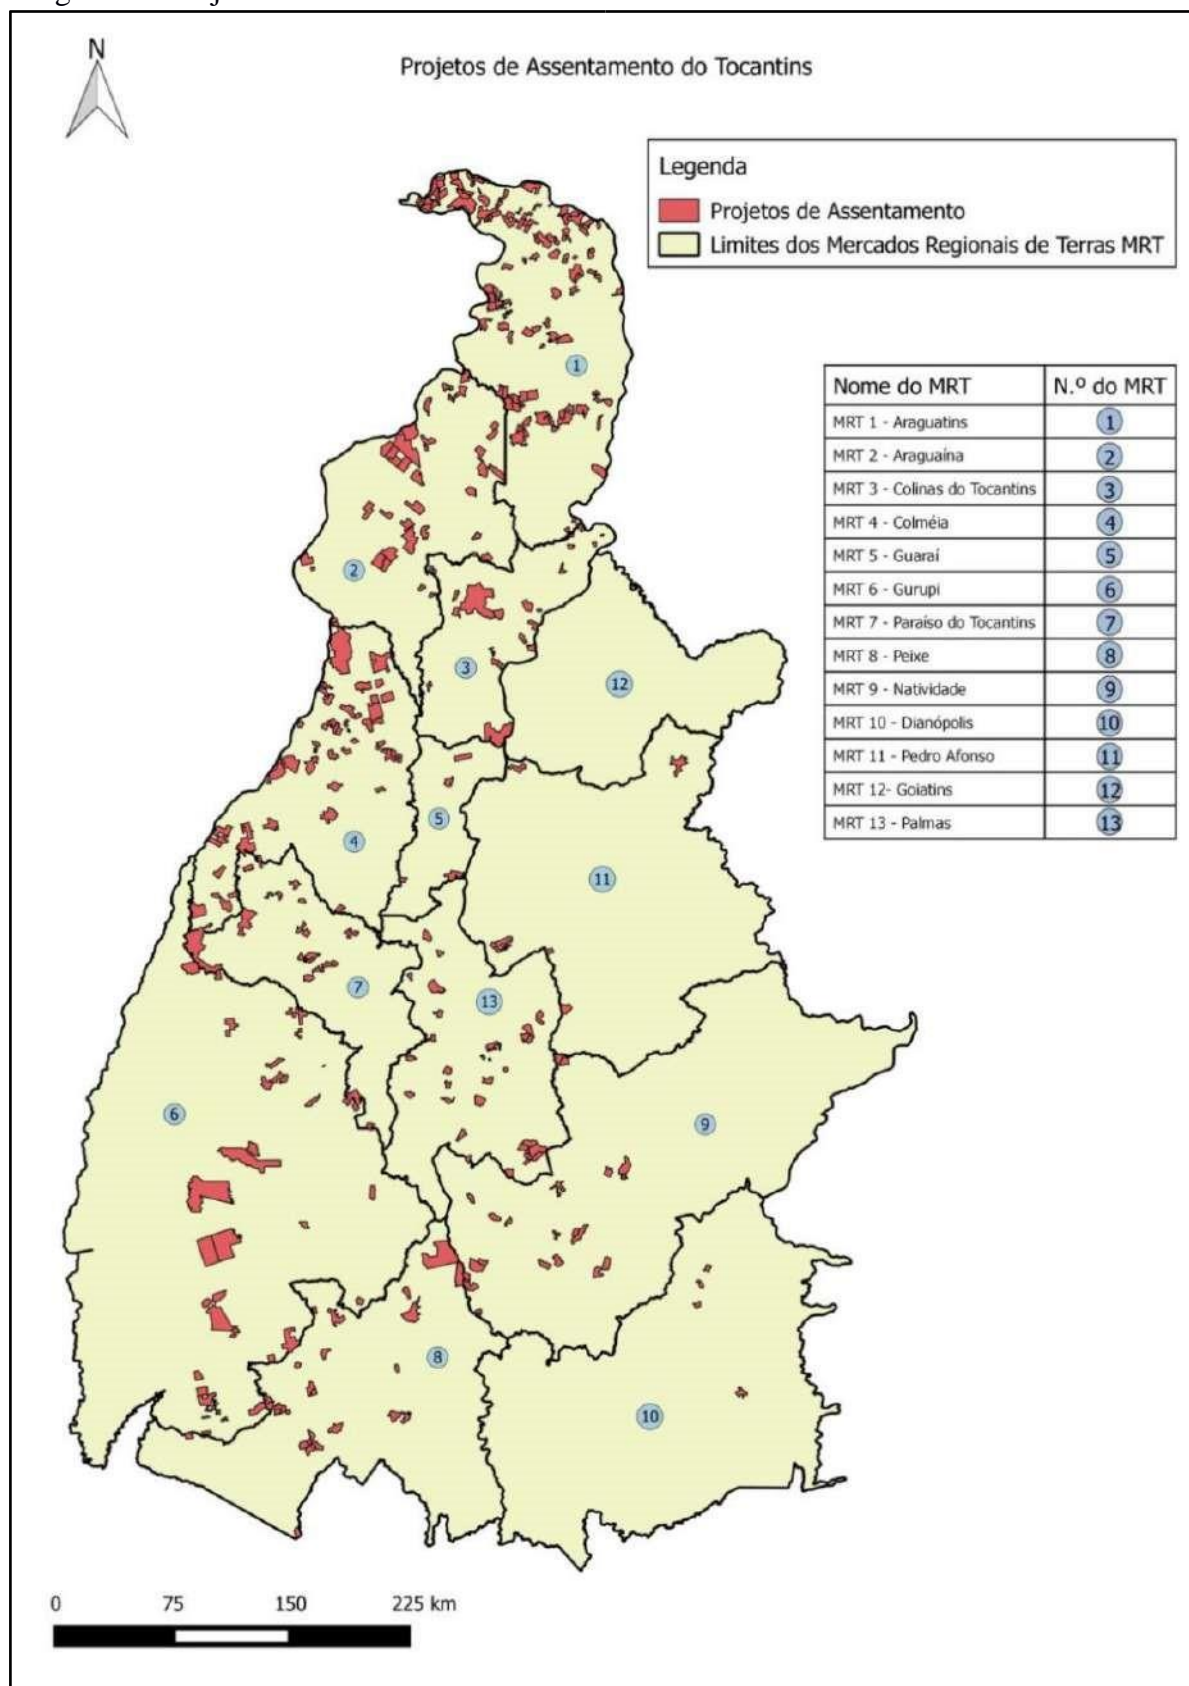 N
Projetos de Assentamento do Tocantins
Legenda
Projetos de Assentamento
Limites dos Mercados Regionais de Terras MRT
Nome do MRT N.º do MRT
MRT 1 - Araguatins 1
MRT 2 - Araguaína 2
MRT 3 - Colinas do Tocantins 3
MRT 4 - Colméia 4
MRT 5 - Guaraí 5
MRT 6 - Gurupi 6
MRT 7 - Paraíso do Tocantins 7
MRT 8 - Peixe 8
MRT 9 - Natividade 9
MRT 10 - Dianópolis 10
MRT 11 - Pedro Afonso 11
MRT 12- Goiatins 12
MRT 13 - Palmas 13
1
2
3
12
5
4
11
7
13
6
9
8
10
0 75 150 225 km